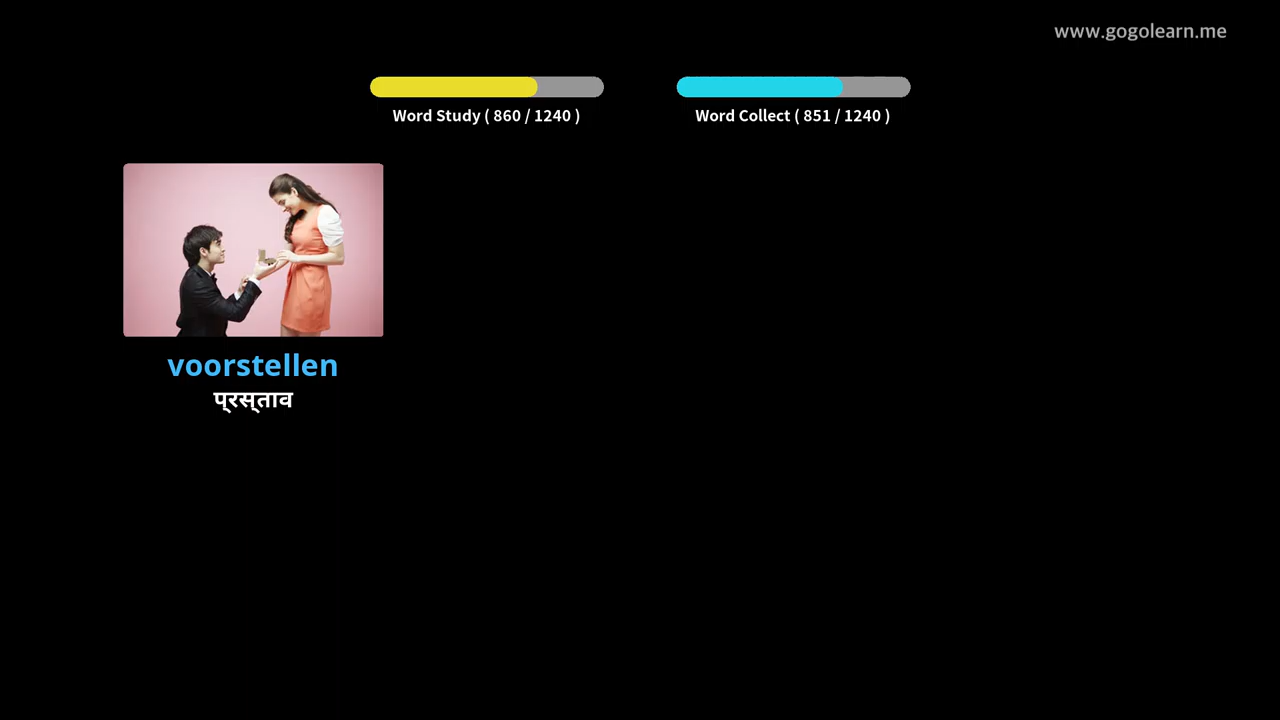 www.gogolearn.me
Word Study ( 860 / 1240 )
Word Collect ( 851 / 1240 )
voorstellen
प्रस्ताव